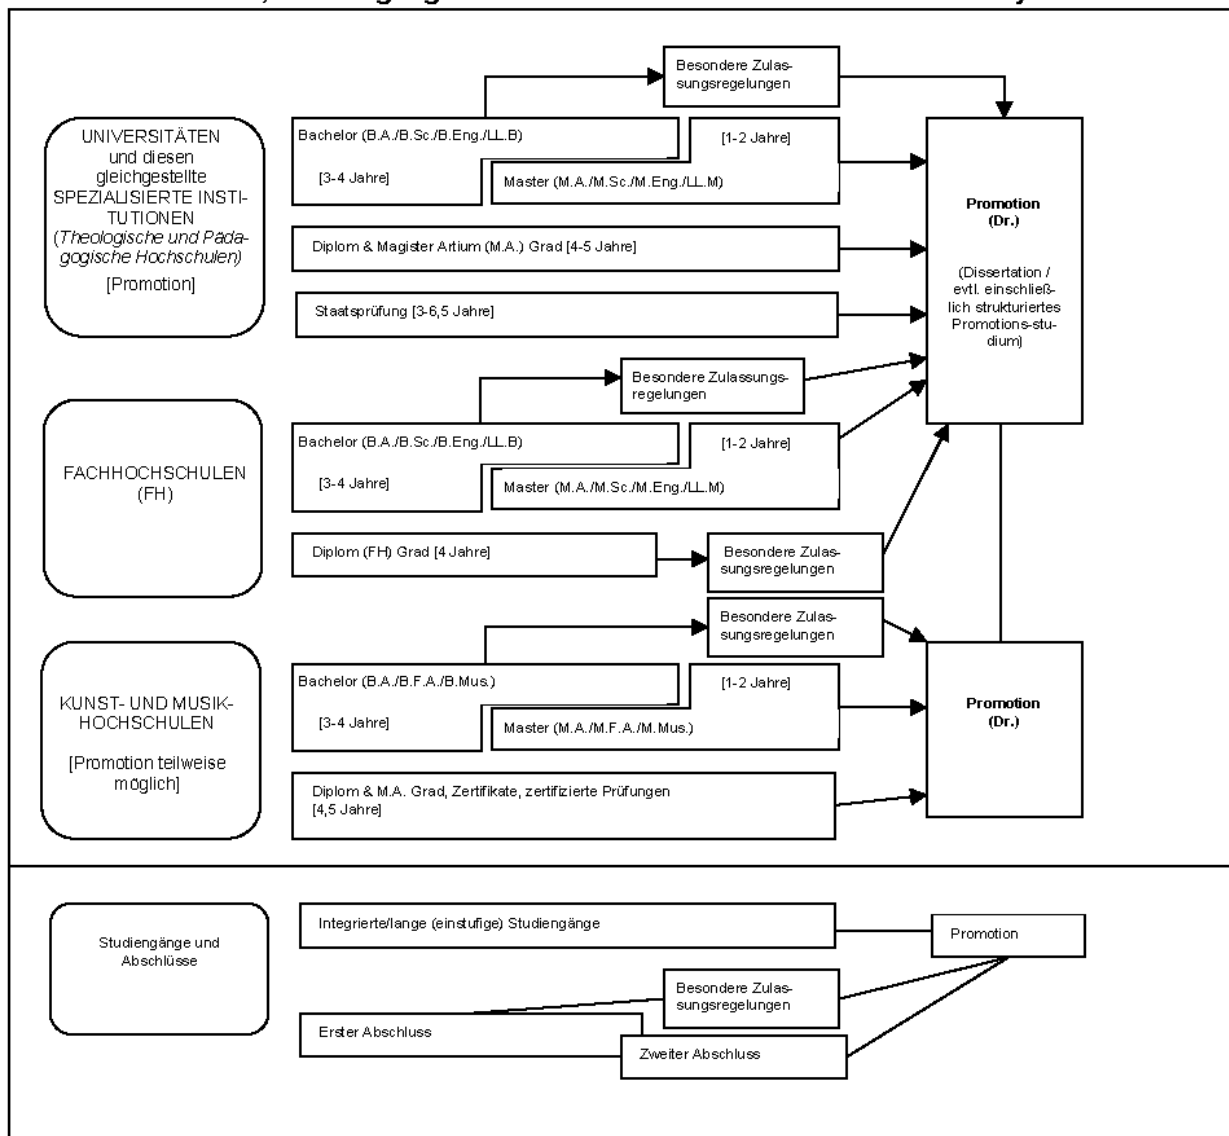 Besondere Zulas-
sungsregelungen
UNIVERSITÄTEN
und diesen
gleichgestellte
SPEZIALISIERTE INSTI-
TUTIONEN
(Theologische und Päda-
gogische Hochschulen)
[Promotion]
Bachelor (B.A./B.Sc./B.Eng./LL.B)
[3-4 Jahre]
[1-2 Jahre]
Master (M.A./M.Sc./M.Eng./LL.M)
Diplom & Magister Artium (M.A.) Grad [4-5 Jahre]
Staatsprüfung [3-6,5 Jahre]
Promotion
(Dr.)
(Dissertation /
evtl. einschließ-
lich strukturiertes
Promotions-stu-
dium)
Besondere Zulassungs-
regelungen
FACHHOCHSCHULEN
(FH)
Bachelor (B.A./B.Sc./B.Eng./LL.B)
[3-4 Jahre]
[1-2 Jahre]
Master (M.A./M.Sc./M.Eng./LL.M)
Diplom (FH) Grad [4 Jahre]
Besondere Zulas-
sungsregelungen
Besondere Zulas-
sungsregelungen
KUNST- UND MUSIK-
HOCHSCHULEN
[Promotion teilweise
möglich]
Bachelor (B.A./B.F.A./B.Mus.)
[3-4 Jahre]
[1-2 Jahre]
Master (M.A./M.F.A./M.Mus.)
Diplom & M.A. Grad, Zertifikate, zertifizierte Prüfungen
[4,5 Jahre]
Promotion
(Dr.)
Studiengänge und
Abschlüsse
Integrierte/lange (einstufige) Studiengänge
Promotion
Besondere Zulas-
sungsregelungen
Erster Abschluss
Zweiter Abschluss